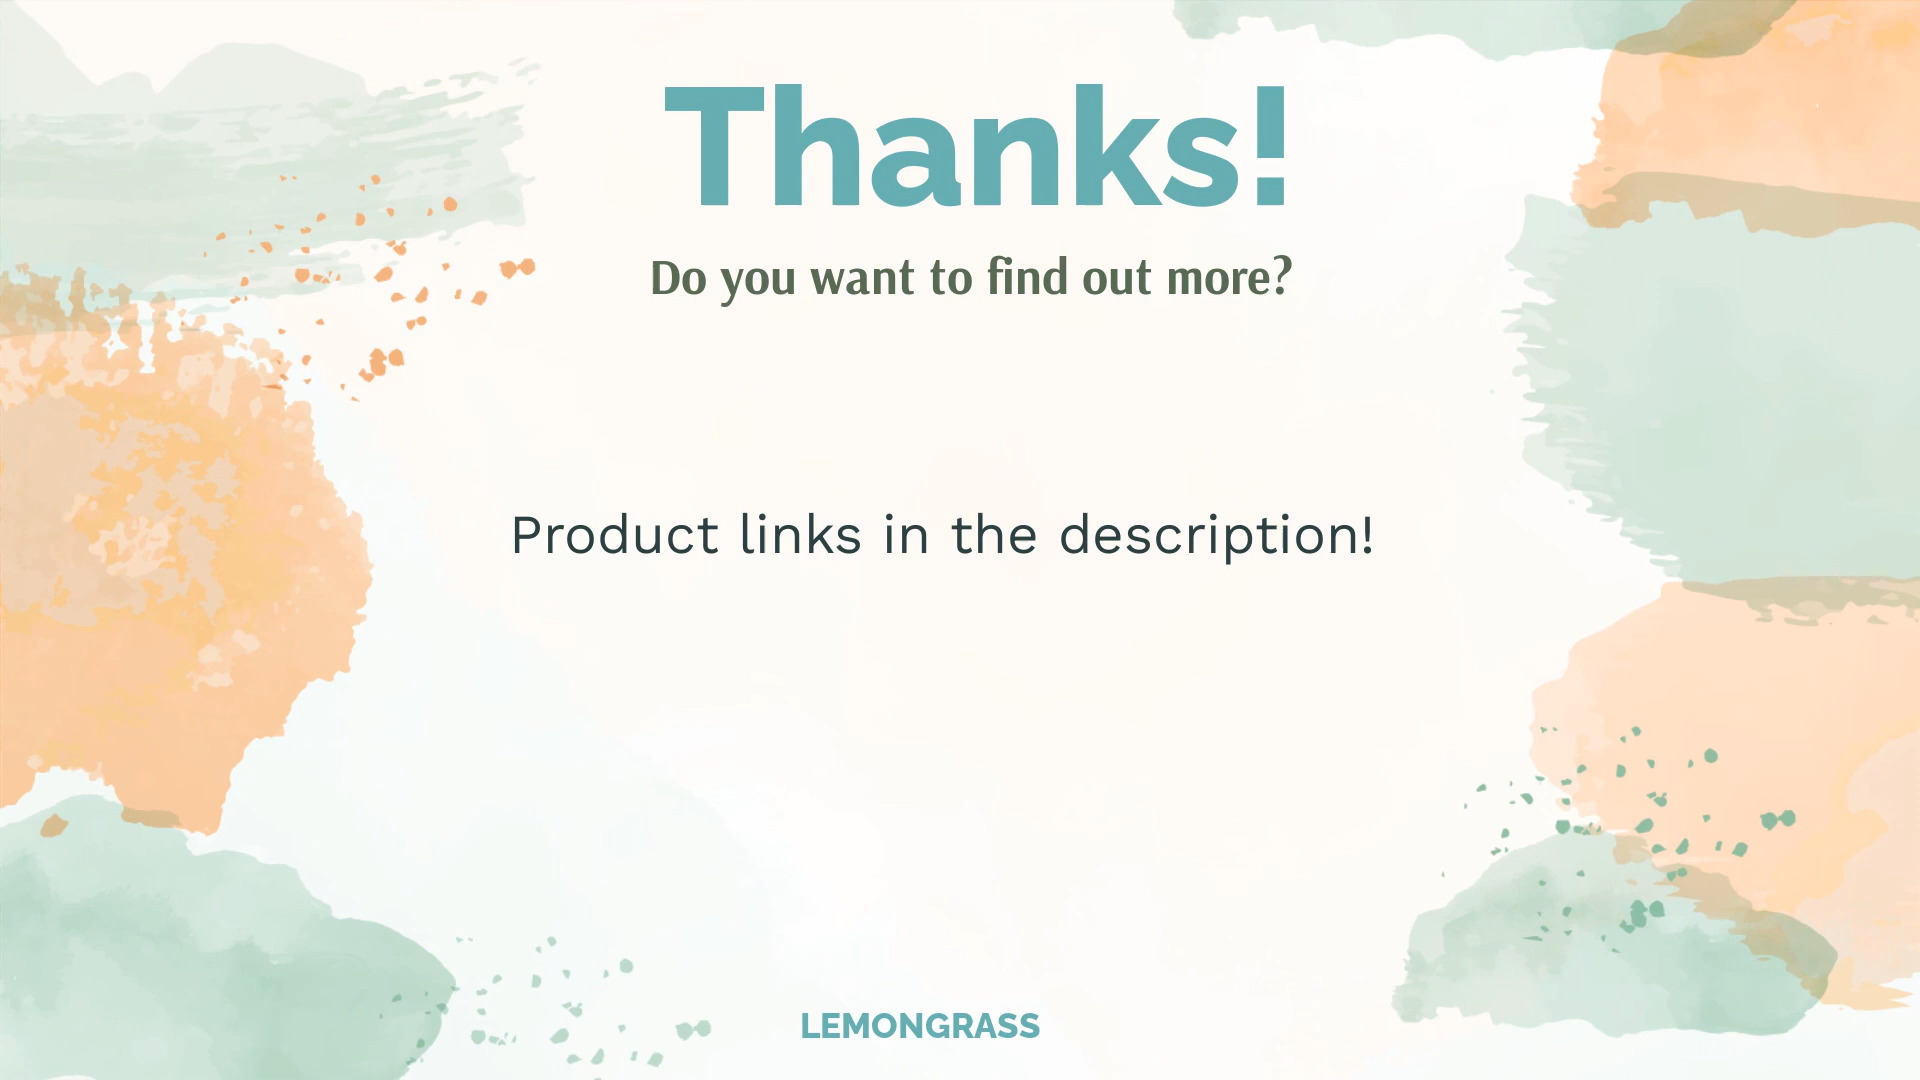 Thanks!
Do you want to find out more?
Product links in the description!
LEMONGRASS